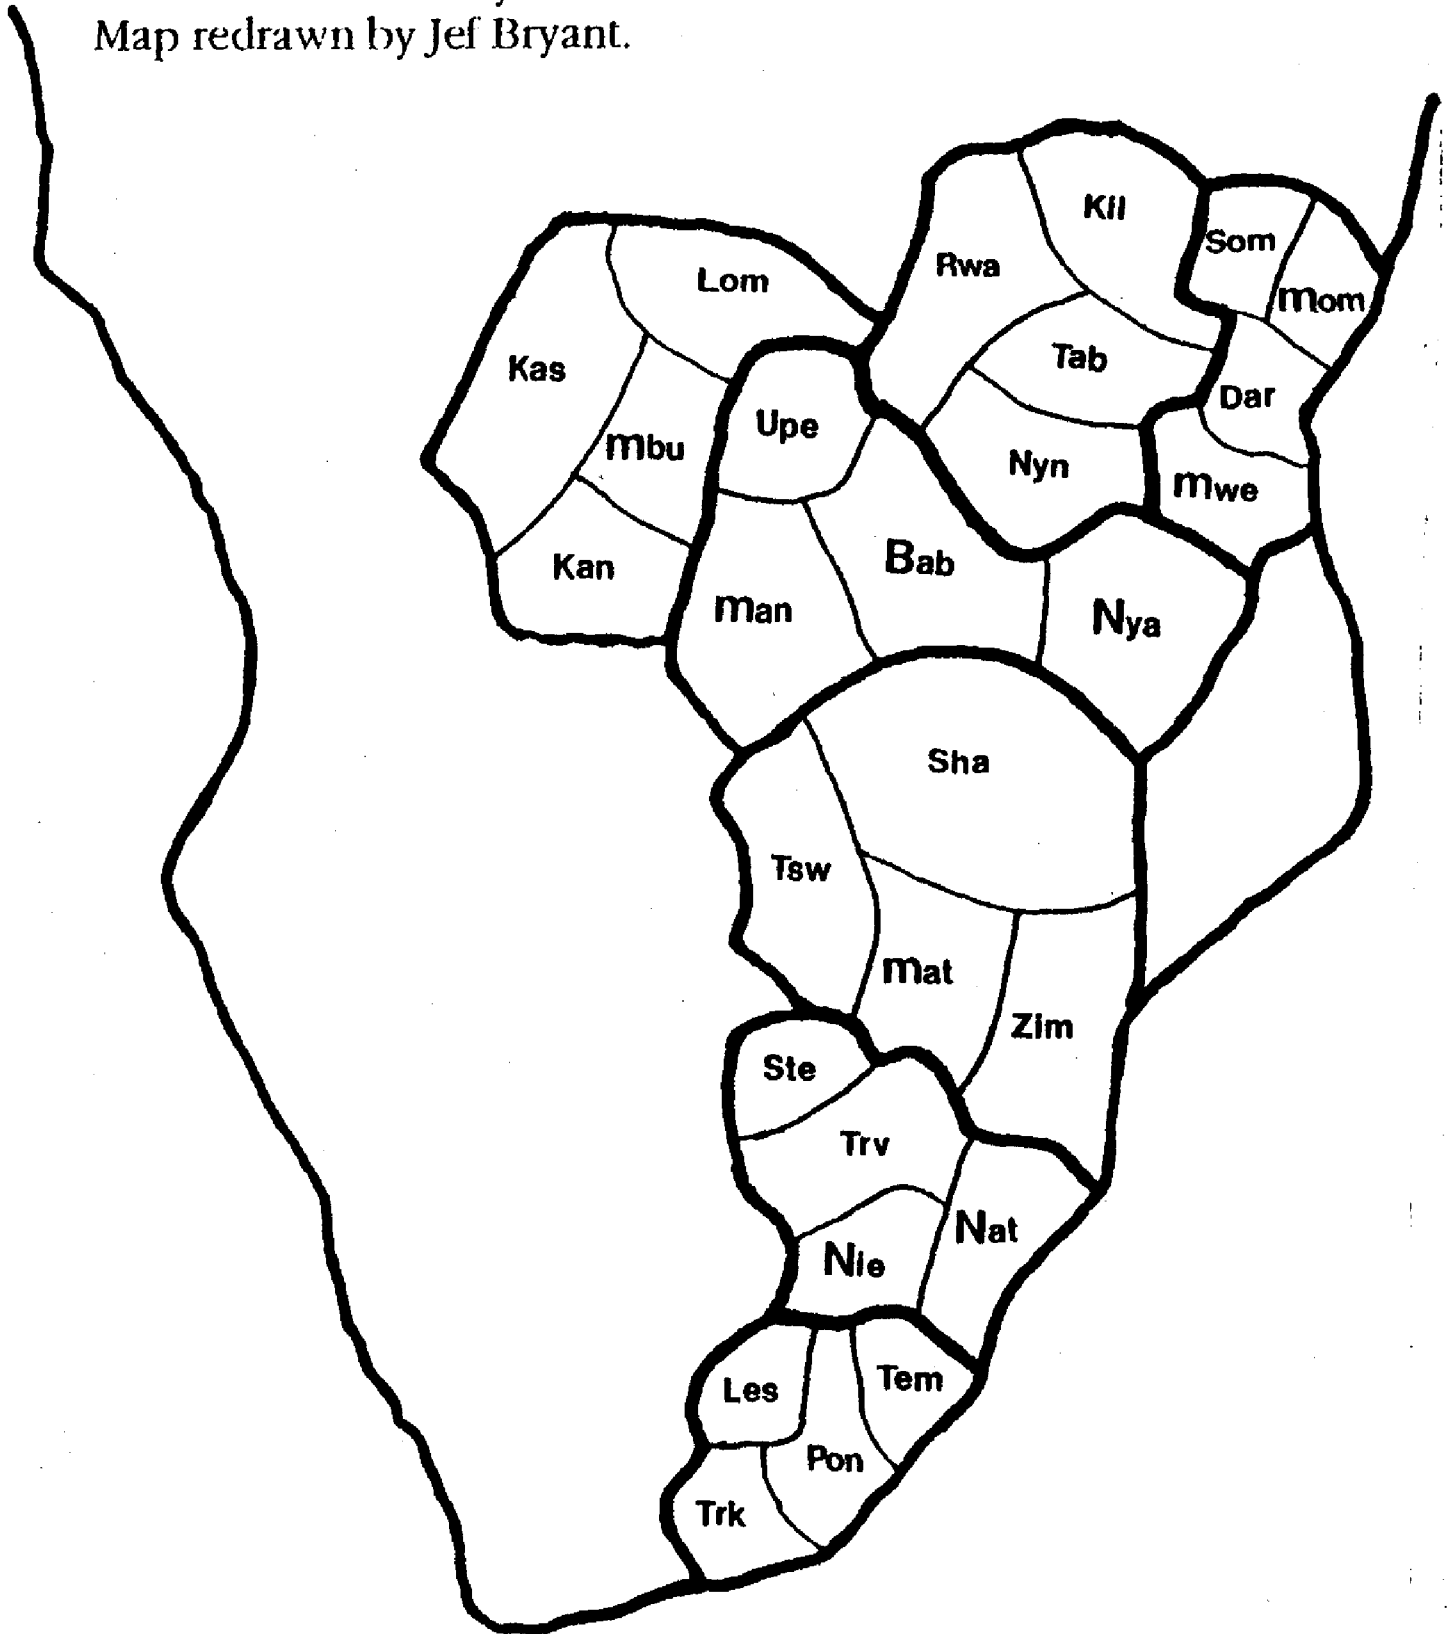 Map redrawn by Jef Bryant.
Kil
Som
Rwa
Lom
mom
Tab
Kas
Dar
Upe
mbu
Nyn
mwe
Bab
Kan
man
Nya
Sha
Tsw
mat
Zim
Ste
Trv
Nat
Nie
Tem
Les
Pon
Trk